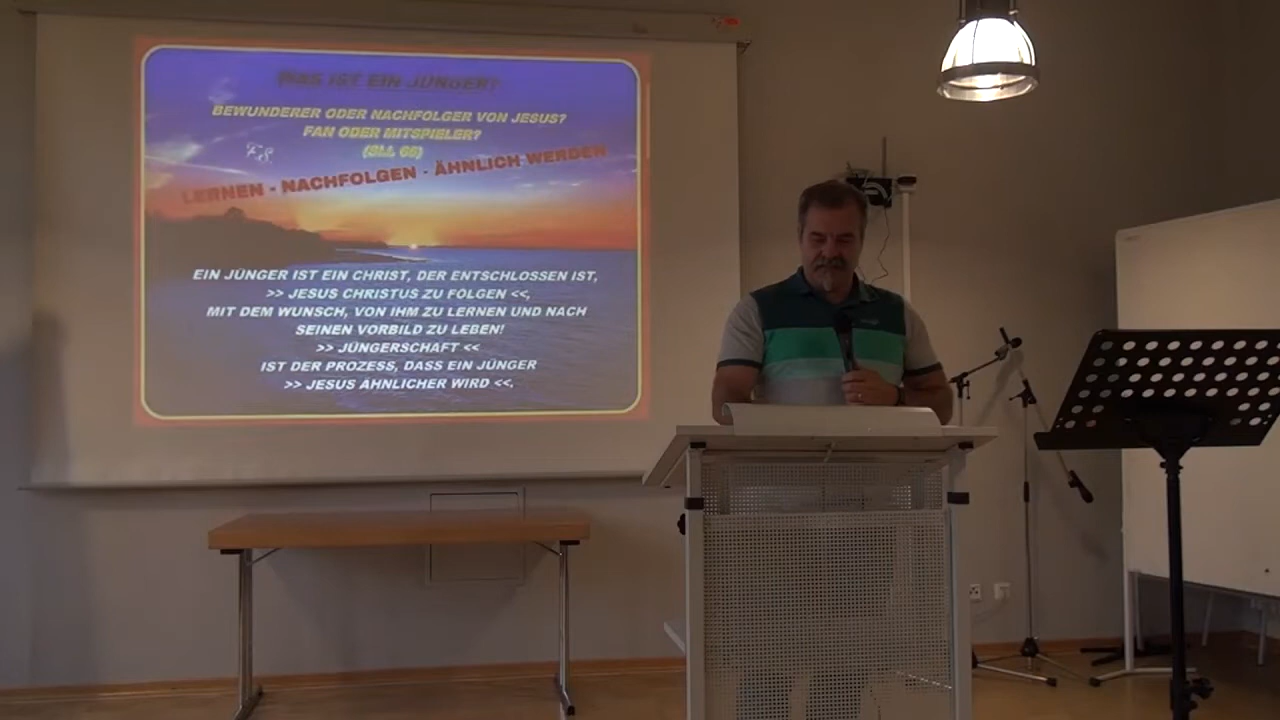 WAS IST EIN JÜNGER?
BEWUNDERER ODER NACHFOLGER VON JESUS?
FAN ODER MITSPIELER?
(SLL 66)
LERNEN - NACHFOLGEN - ÄHNLICH WERDEN
EIN JÜNGER IST EIN CHRIST, DER ENTSCHLOSSEN IST,
>> JESUS CHRISTUS ZU FOLGEN <<,
MIT DEM WUNSCH, VON IHM ZU LERNEN UND NACH
SEINEN VORBILD ZU LEBEN!
>> JÜNGERSCHAFT <<
IST DER PROZESS, DASS EIN JÜNGER
>> JESUS ÄHNLICHER WIRD <<.